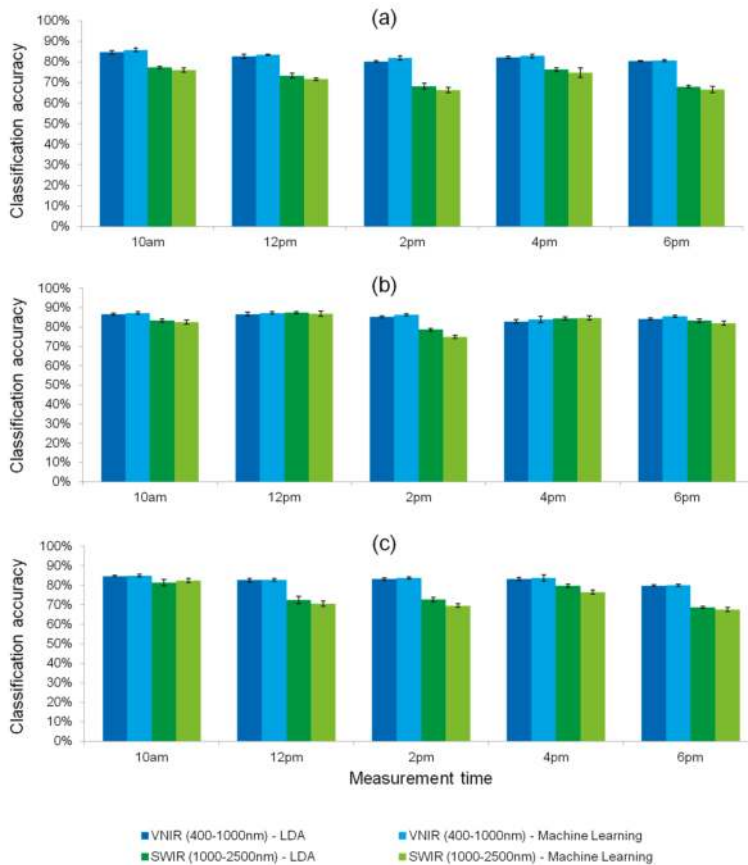 (a)
Classification accuracy
100%
90%
80%
70%
60%
50%
40%
30%
20%
10%
0%
10am
12pm
2pm
4pm
6pm
(b)
Classification accuracy
100%
90%
80%
70%
60%
50%
40%
30%
20%
10%
0%
10am
12pm
2pm
4pm
6pm
(c)
Classification accuracy
100%
90%
80%
70%
60%
50%
40%
30%
20%
10%
0%
10am
12pm
2pm
4pm
6pm
Measurement time
VNIR (400-1000nm) - LDA
VNIR (400-1000nm) - Machine Learning
SWIR (1000-2500nm) - LDA
SWIR (1000-2500nm) - Machine Learning